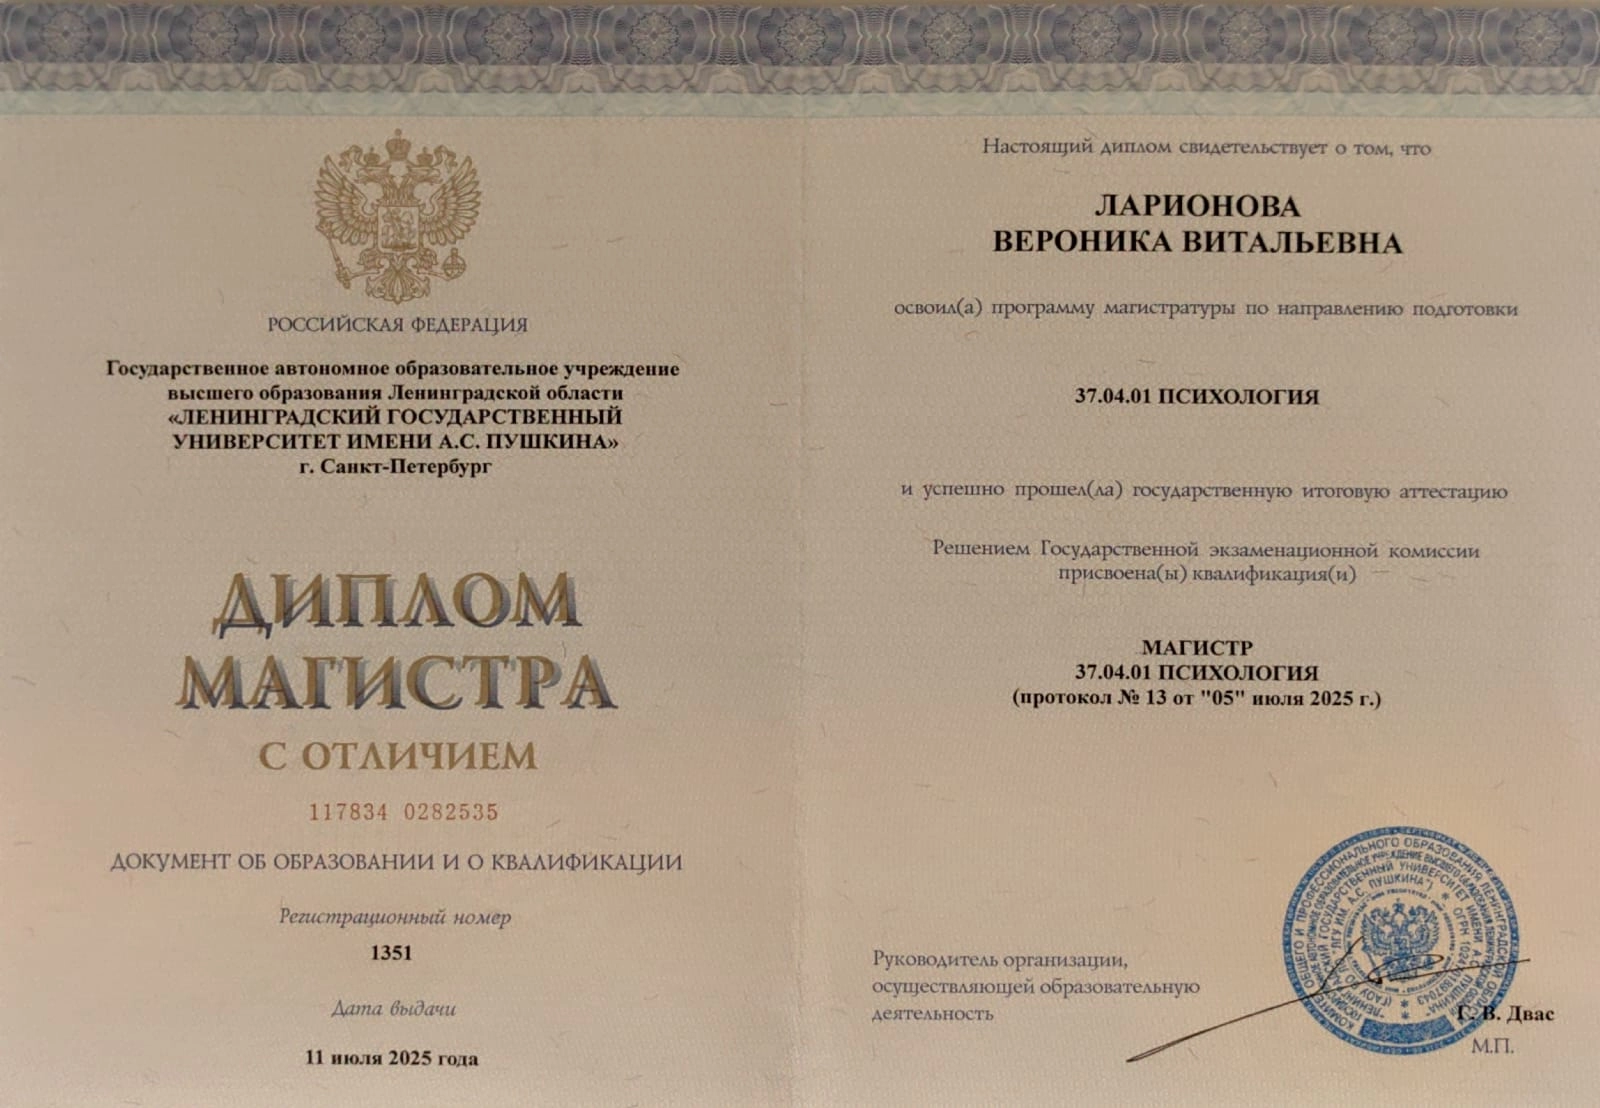 РОССИЙСКАЯ ФЕДЕРАЦИЯ
Государственное автономное образовательное учреждение
высшего образования Ленинградской области
«ЛЕНИНГРАДСКИЙ ГОСУДАРСТВЕННЫЙ
УНИВЕРСИТЕТ ИМЕНИ А.С. ПУШКИНА»
г. Санкт-Петербург
ДИПЛОМ
МАГИСТРА
С ОТЛИЧИЕМ
117834 0282535
ДОКУМЕНТ ОБ ОБРАЗОВАНИИ И О КВАЛИФИКАЦИИ
Регистрационный номер
1351
Дата выдачи
11 июля 2025 года
Настоящий диплом свидетельствует о том, что
ЛАРИОНОВА
ВЕРОНИКА ВИТАЛЬЕВНА
освоил(а) программу магистратуры по направлению подготовки
37.04.01 ПСИХОЛОГИЯ
и успешно прошел(ла) государственную итоговую аттестацию
Решением Государственной экзаменационной комиссии
присвоена(ы) квалификация(и)
МАГИСТР
37.04.01 ПСИХОЛОГИЯ
(протокол № 13 от "05" июля 2025 г.)
Руководитель организации,
осуществляющей образовательную
деятельность
Г. В. Двас
М.П.